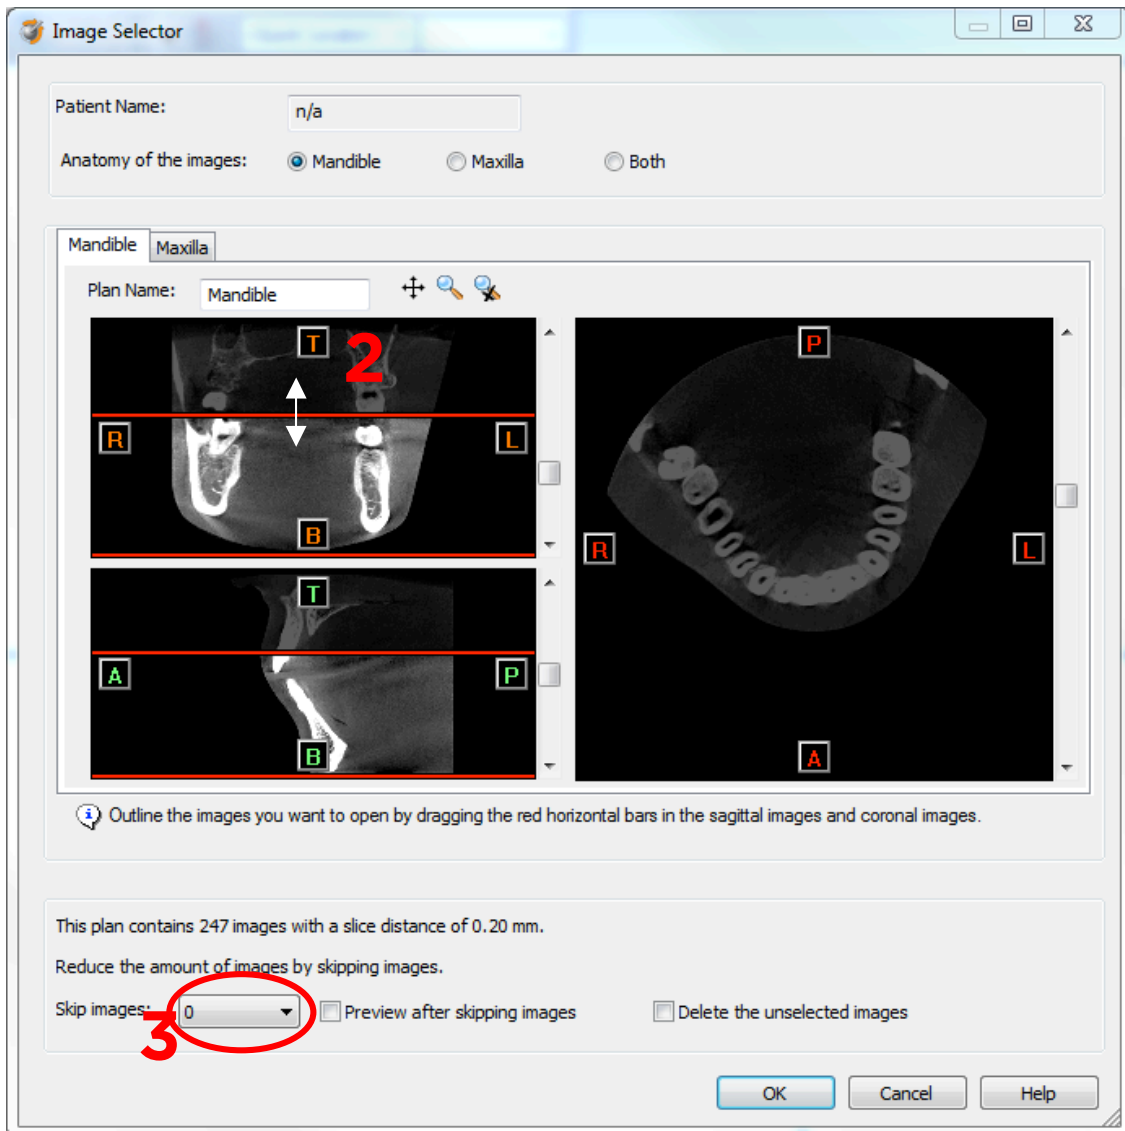 Image Selector
Patient Name:
n/a
Anatomy of the images:
Mandible
Maxilla
Both
Mandible
Maxilla
Plan Name:
Mandible
T
2
R
L
B
T
A
P
B
P
R
L
A
Outline the images you want to open by dragging the red horizontal bars in the sagittal images and coronal images.
This plan contains 247 images with a slice distance of 0.20 mm.
Reduce the amount of images by skipping images.
Skip images:
0
3
Preview after skipping images
Delete the unselected images
OK
Cancel
Help